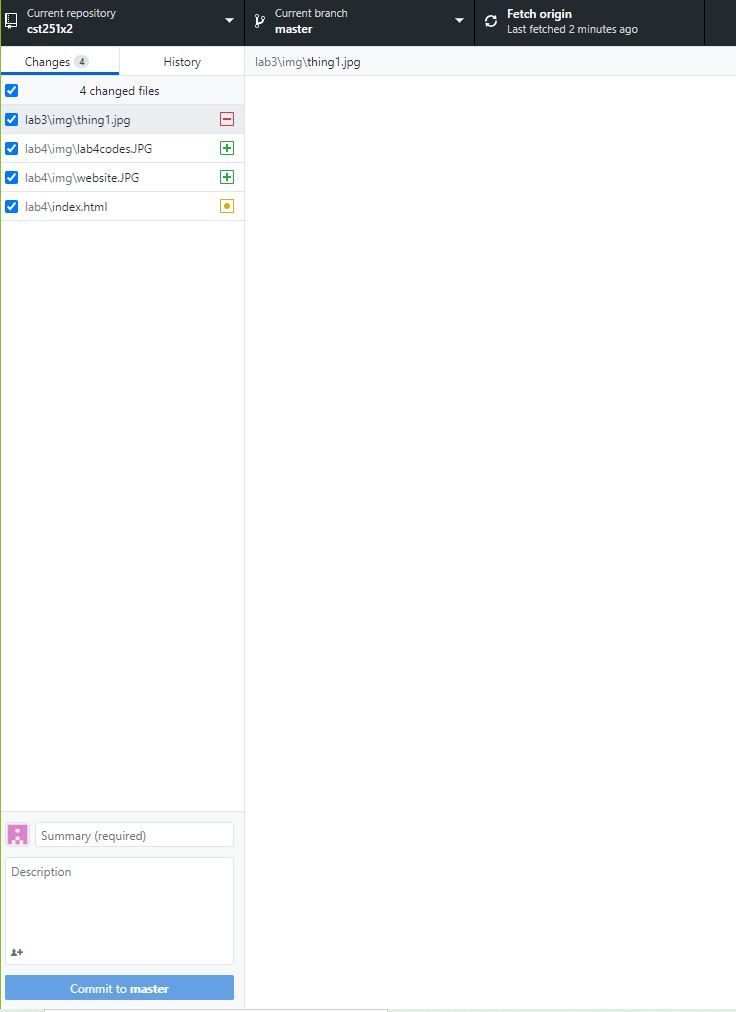 Current repository
cst251x2
Current branch
master
Fetch origin
Last fetched 2 minutes ago
Changes 4
History
lab3\img\thing1.jpg
4 changed files
lab3\img\thing1.jpg
lab4\img\lab4codes.JPG
lab4\img\website.JPG
lab4\index.html
Summary (required)
Description
Commit to master